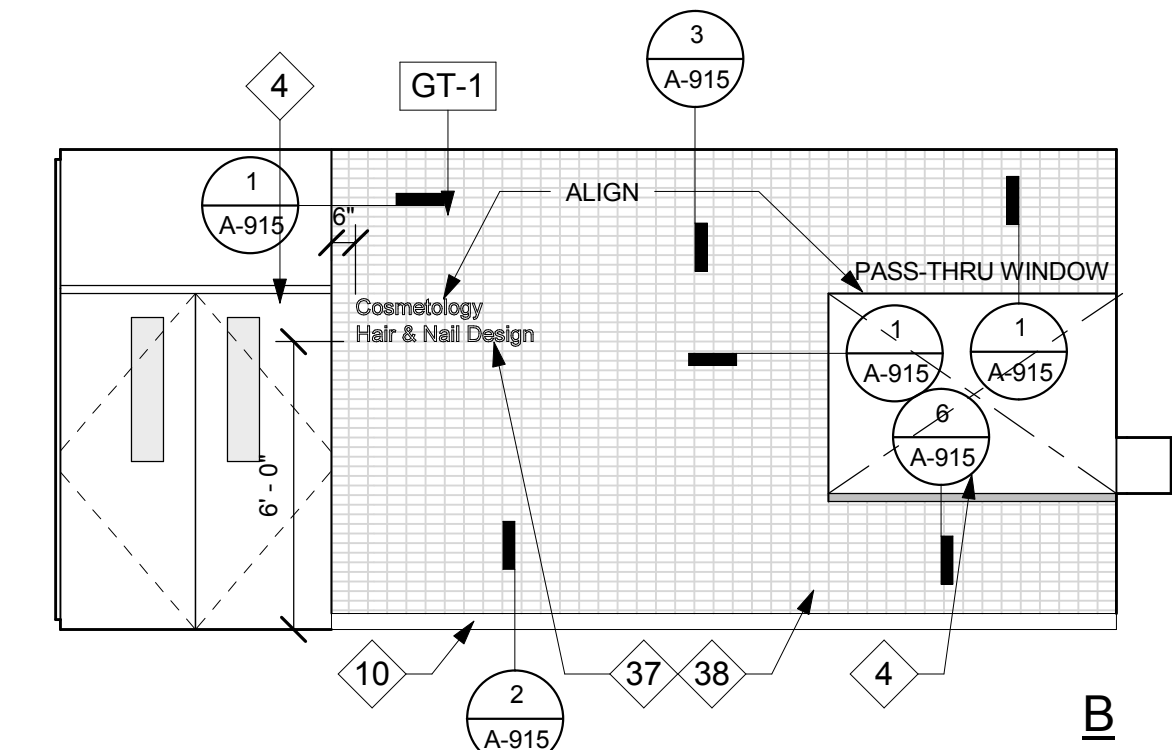 3
A-915
4
GT-1
1
A-915
6"
ALIGN
PASS-THRU WINDOW
Cosmetology
Hair & Nail Design
1
A-915
1
A-915
6
A-915
6' - 0"
10
37
38
4
2
A-915
B